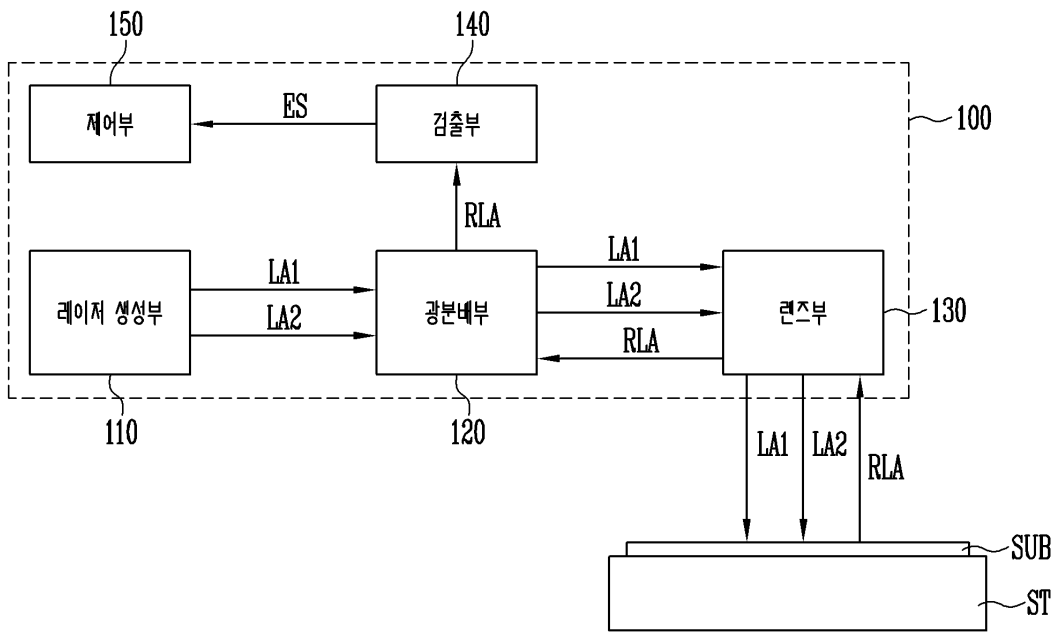 150
140
제어부
ES
검출부
100
RLA
레이저 생성부
LA1
LA2
광분배부
LA1
LA2
RLA
렌즈부
130
110
120
LA1
LA2
RLA
SUB
ST